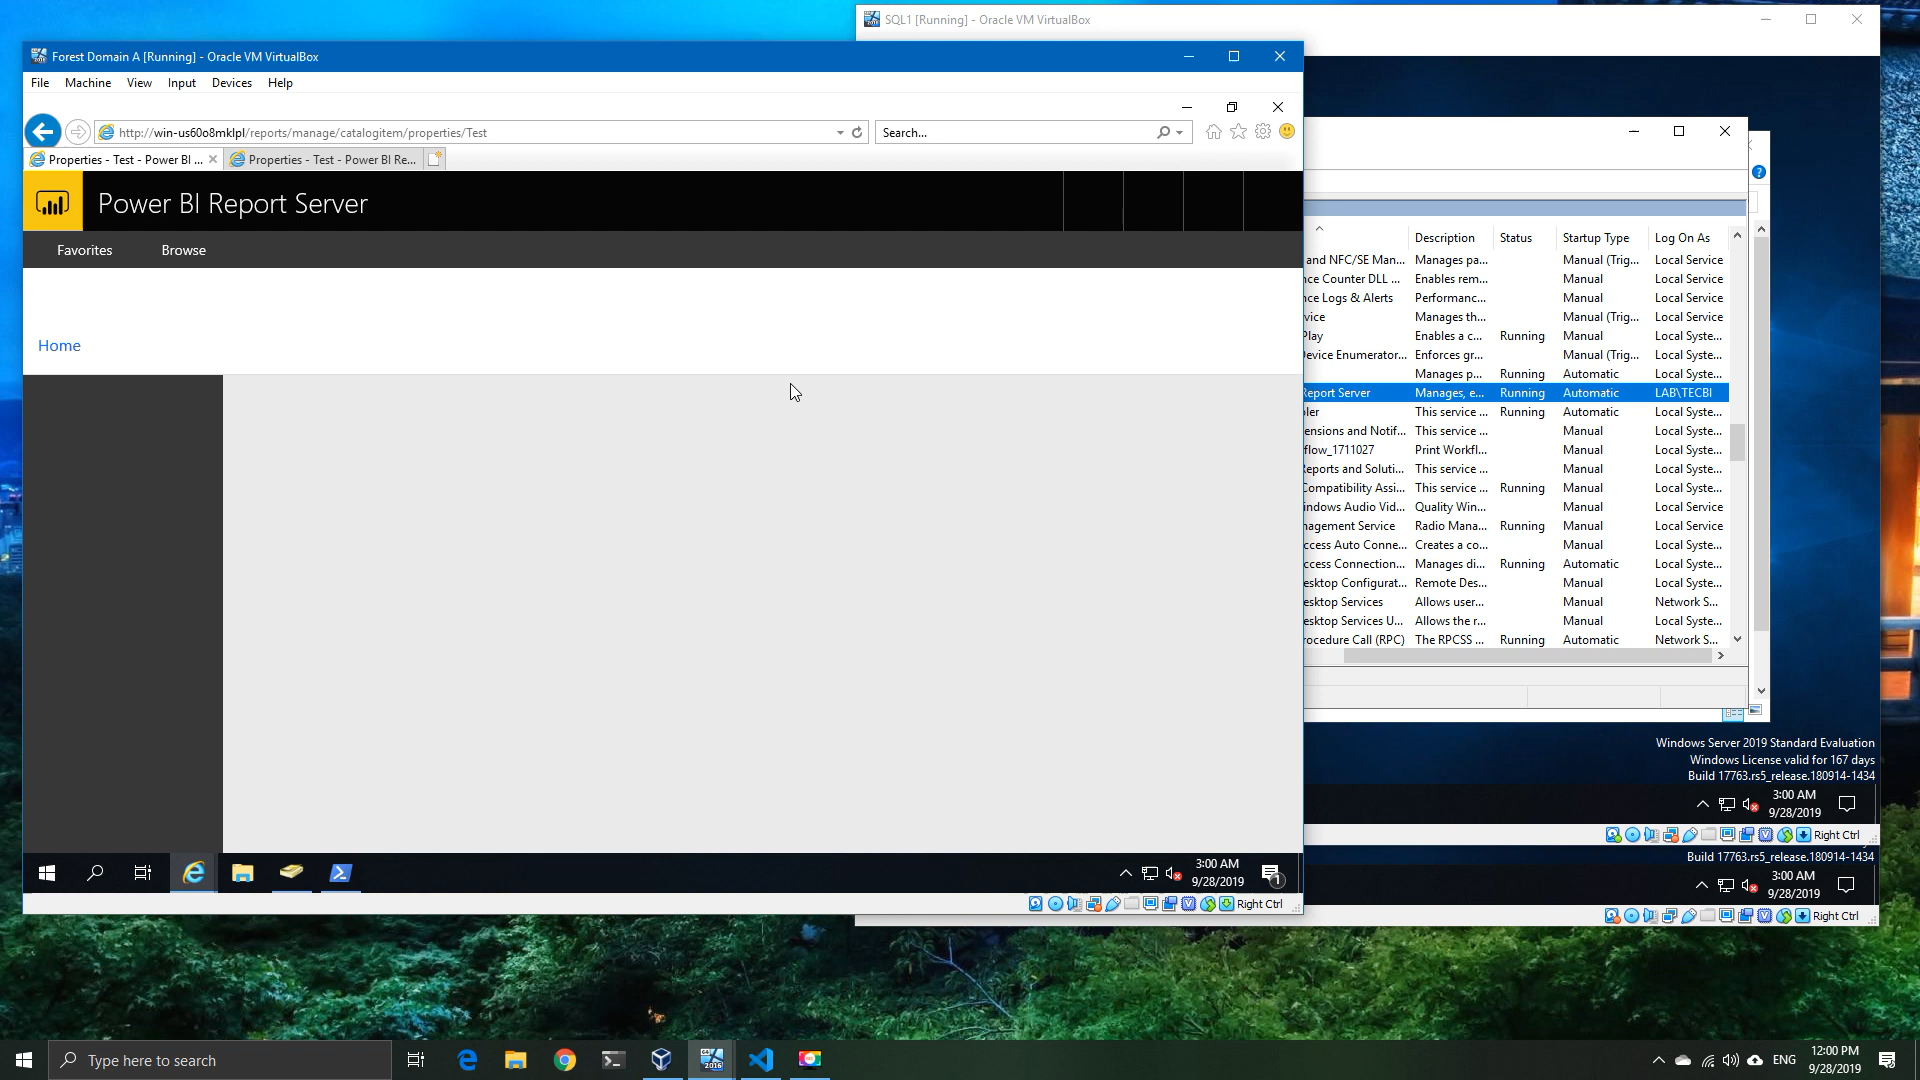 SQL1 [Running] - Oracle VM VirtualBox
Forest Domain A [Running] - Oracle VM VirtualBox
File Machine View Input Devices Help
http://win-us60o8mklpl/reports/manage/catalogitem/properties/Test
Search...
Properties - Test - Power BI ...
Properties - Test - Power BI Re...
Power BI Report Server
Favorites Browse
Home
Description Status Startup Type Log On As
and NFC/SE Man... Manages pa... Manual (Trig... Local Service
nce Counter DLL ... Enables rem... Manual Local Service
nce Logs & Alerts Performanc... Manual Local Service
vice Manages th... Manual (Trig... Local Service
Play Enables a c... Running Manual Local Syste...
Device Enumerator... Enforces gr... Manual (Trig... Local Syste...
Manages p... Running Automatic Local Syste...
Report Server Manages, e... Running Automatic LAB\TECBI
oler This service ... Running Automatic Local Syste...
ensions and Notif... This service ... Manual Local Syste...
flow_1711027 Print Workfl... Manual Local Syste...
Reports and Soluti... This service ... Manual Local Syste...
Compatibility Assi... This service ... Running Manual Local Syste...
indows Audio Vid... Quality Win... Manual Local Service
nagement Service Radio Mana... Running Manual Local Service
ccess Auto Conne... Creates a co... Manual Local Syste...
ccess Connection... Manages di... Running Automatic Local Syste...
esktop Configurat... Remote Des... Manual Local Syste...
esktop Services Allows user... Manual Network S...
esktop Services U... Allows the r... Manual Local Syste...
rocedure Call (RPC) The RPCSS ... Running Automatic Network S...
Windows Server 2019 Standard Evaluation
Windows License valid for 167 days
Build 17763.rs5_release.180914-1434
3:00 AM
9/28/2019
Right Ctrl
Build 17763.rs5_release.180914-1434
3:00 AM
9/28/2019
Right Ctrl
3:00 AM
9/28/2019
1
Right Ctrl
Type here to search
ENG
12:00 PM
9/28/2019